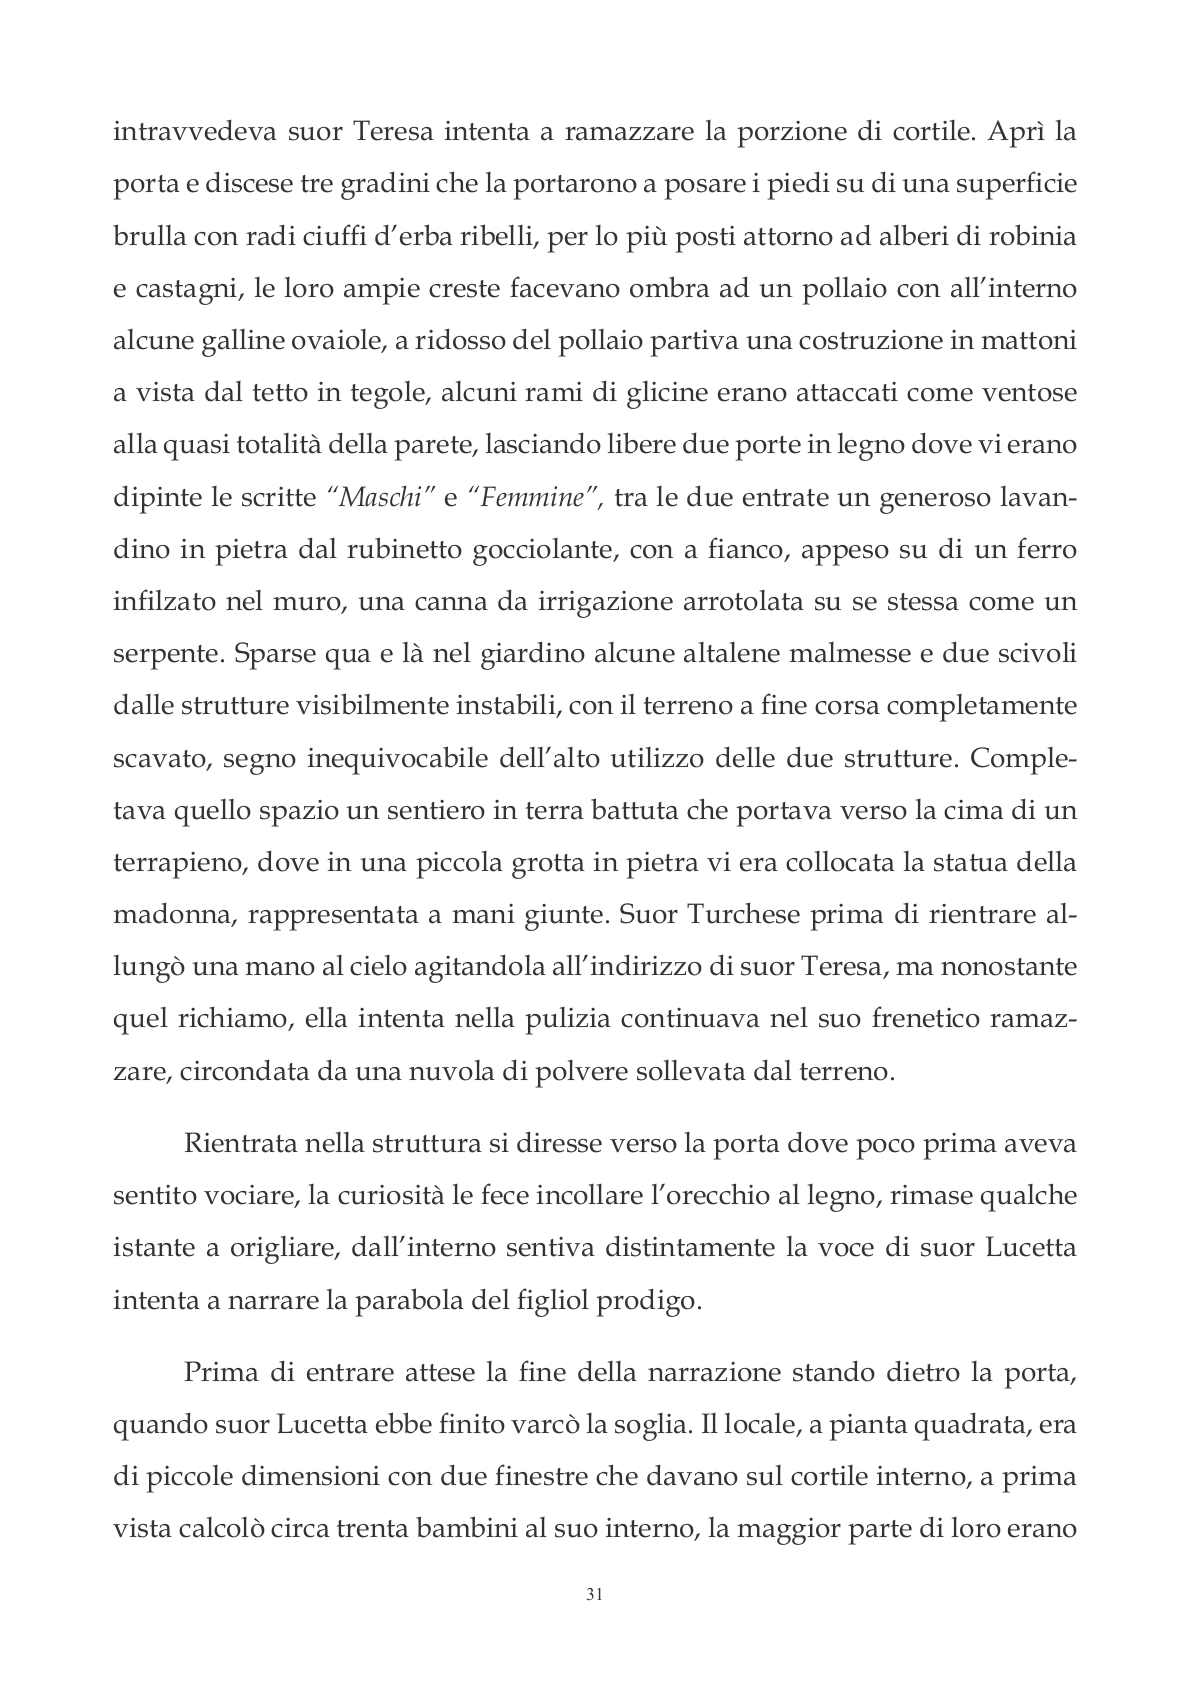 intravvedeva suor Teresa intenta a ramazzare la porzione di cortile. Aprì la
porta e discese tre gradini che la portarono a posare i piedi su di una superficie
brulla con radi ciuffi d’erba ribelli, per lo più posti attorno ad alberi di robinia
e castagni, le loro ampie creste facevano ombra ad un pollaio con all’interno
alcune galline ovaiole, a ridosso del pollaio partiva una costruzione in mattoni
a vista dal tetto in tegole, alcuni rami di glicine erano attaccati come ventose
alla quasi totalità della parete, lasciando libere due porte in legno dove vi erano
dipinte le scritte “Maschi” e “Femmine”, tra le due entrate un generoso lavan-
dino in pietra dal rubinetto gocciolante, con a fianco, appeso su di un ferro
infilzato nel muro, una canna da irrigazione arrotolata su se stessa come un
serpente. Sparse qua e là nel giardino alcune altalene malmesse e due scivoli
dalle strutture visibilmente instabili, con il terreno a fine corsa completamente
scavato, segno inequivocabile dell’alto utilizzo delle due strutture. Comple-
tava quello spazio un sentiero in terra battuta che portava verso la cima di un
terrapieno, dove in una piccola grotta in pietra vi era collocata la statua della
madonna, rappresentata a mani giunte. Suor Turchese prima di rientrare al-
lungò una mano al cielo agitandola all’indirizzo di suor Teresa, ma nonostante
quel richiamo, ella intenta nella pulizia continuava nel suo frenetico ramaz-
zare, circondata da una nuvola di polvere sollevata dal terreno.
Rientrata nella struttura si diresse verso la porta dove poco prima aveva
sentito vociare, la curiosità le fece incollare l’orecchio al legno, rimase qualche
istante a origliare, dall’interno sentiva distintamente la voce di suor Lucetta
intenta a narrare la parabola del figliol prodigo.
Prima di entrare attese la fine della narrazione stando dietro la porta,
quando suor Lucetta ebbe finito varcò la soglia. Il locale, a pianta quadrata, era
di piccole dimensioni con due finestre che davano sul cortile interno, a prima
vista calcolò circa trenta bambini al suo interno, la maggior parte di loro erano
31